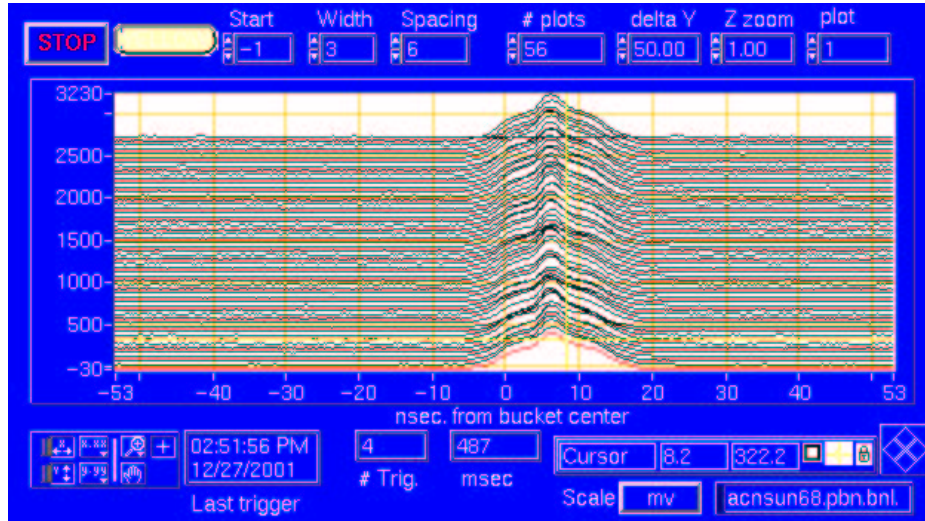 Start Width Spacing # plots delta Y Z zoom plot
STOP −1 3 6 56 50.00 1.00 1
3230
2500
2000
1500
1000
500
−30
−53 −40 −30 −20 −10 0 10 20 30 40 53
nsec. from bucket center
X.XX
Y.YY
02:51:56 PM
12/27/2001
Last trigger
4 487
# Trig. msec
Cursor 8.2 322.2
Scale mv acnsun68.pbn.bnl.